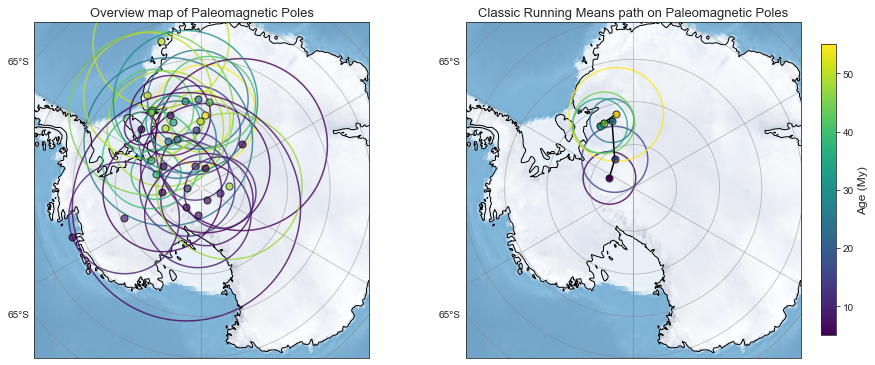 Overview map of Paleomagnetic Poles
Classic Running Means path on Paleomagnetic Poles
65°S
65°S
65°S
65°S
50
40
30
20
10
Age (My)